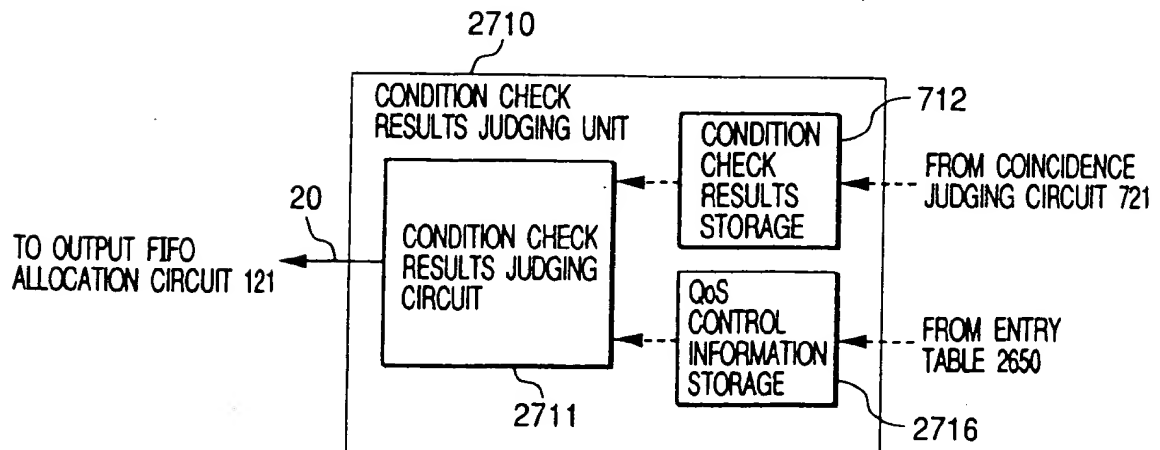 2710
CONDITION CHECK
RESULTS JUDGING UNIT
712
CONDITION
CHECK
RESULTS
STORAGE
FROM COINCIDENCE
JUDGING CIRCUIT 721
20
TO OUTPUT FIFO
ALLOCATION CIRCUIT 121
CONDITION CHECK
RESULTS JUDGING
CIRCUIT
2711
QoS
CONTROL
INFORMATION
STORAGE
FROM ENTRY
TABLE 2650
2716